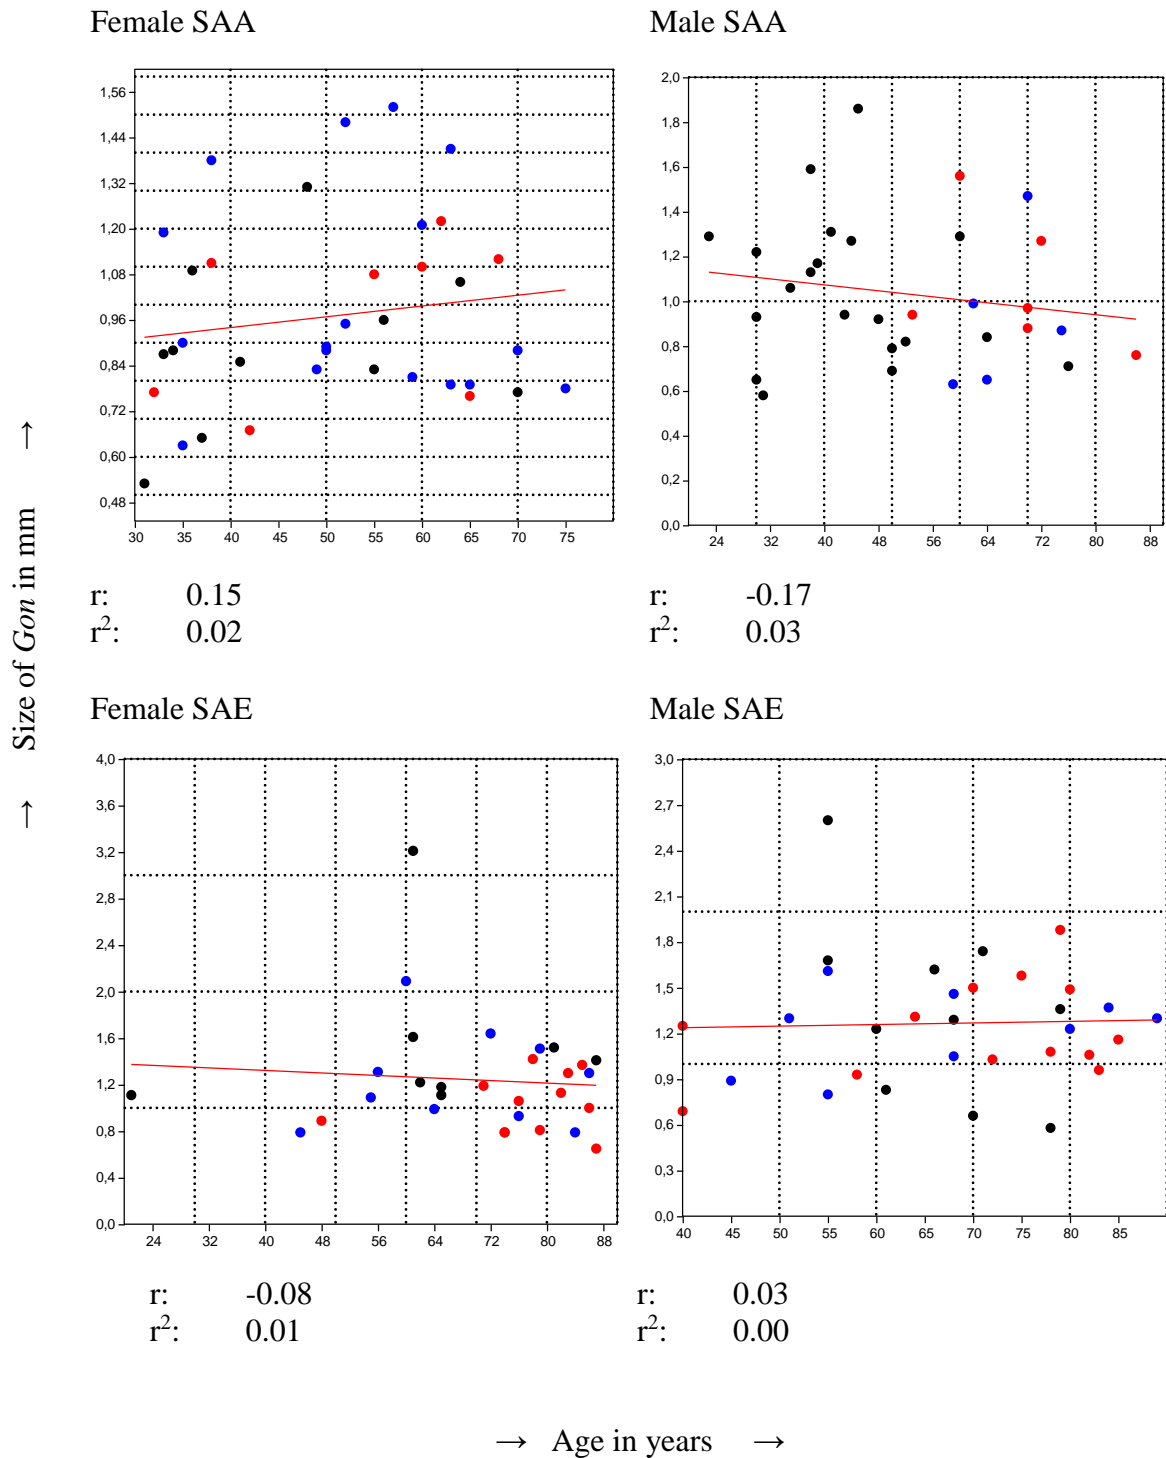 Female SAA
Male SAA
1,56
1,44
1,32
1,20
1,08
0,96
0,84
0,72
0,60
0,48
30 35 40 45 50 55 60 65 70 75
2,0
1,8
1,6
1,4
1,2
1,0
0,8
0,6
0,4
0,2
0,0
24 32 40 48 56 64 72 80 88
r: 0.15
r²: 0.02
r: -0.17
r²: 0.03
→ Size of Gon in mm →
Female SAE
Male SAE
4,0
3,6
3,2
2,8
2,4
2,0
1,6
1,2
0,8
0,4
0,0
24 32 40 48 56 64 72 80 88
3,0
2,7
2,4
2,1
1,8
1,5
1,2
0,9
0,6
0,3
0,0
40 45 50 55 60 65 70 75 80 85
r: -0.08
r²: 0.01
r: 0.03
r²: 0.00
→ Age in years →